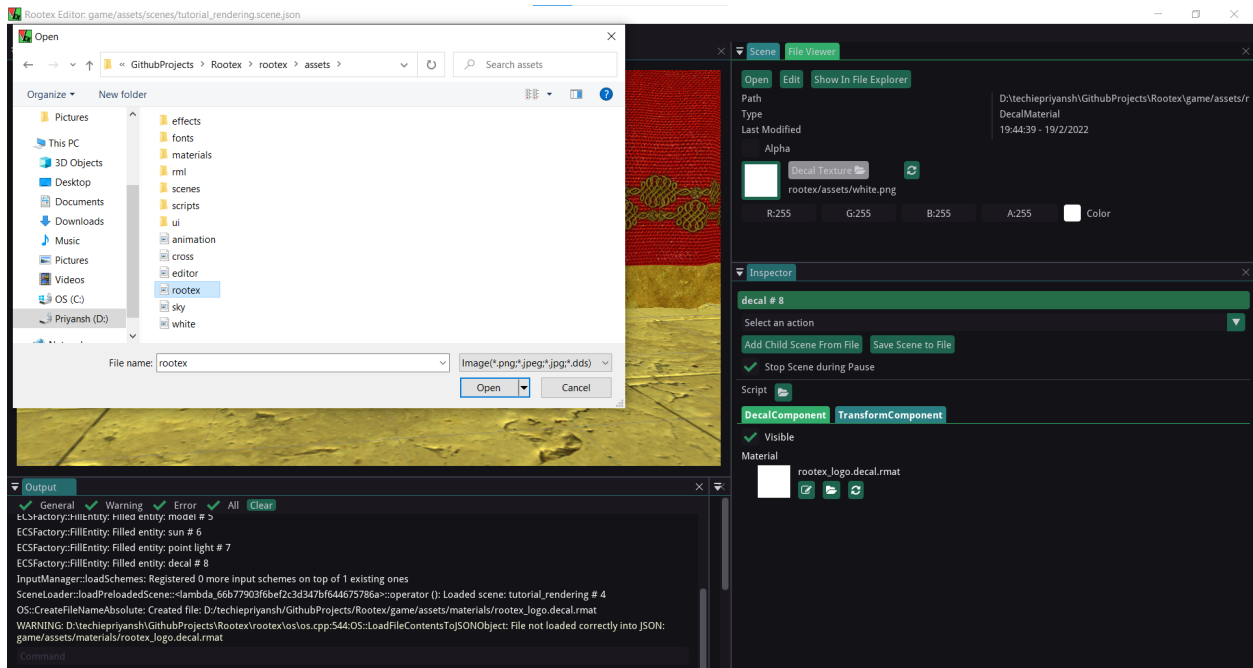 Rootex Editor: game/assets/scenes/tutorial_rendering.scene.json
Open
« GithubProjects > Rootex > rootex > assets >
Search assets
Organize
New folder
Pictures
This PC
3D Objects
Desktop
Documents
Downloads
Music
Pictures
Videos
OS (C:)
Priyansh (D:)
effects
fonts
materials
rml
scenes
scripts
ui
animation
cross
editor
rootex
sky
white
File name: rootex
Image(*.png;*.jpeg;*.jpg;*.dds)
Open
Cancel
Scene File Viewer
Open Edit Show In File Explorer
Path D:\techiepriyansh\GithubProjects\Rootex\game/assets/r
Type DecalMaterial
Last Modified 19:44:39 - 19/2/2022
Alpha
Decal Texture
rootex/assets/white.png
R:255 G:255 B:255 A:255 Color
Inspector
decal # 8
Select an action
Add Child Scene From File Save Scene to File
Stop Scene during Pause
Script
DecalComponent TransformComponent
Visible
Material
rootex_logo.decal.rmat
Output
General Warning Error All Clear
ECSFactory::FillEntity: Filled entity: model # 5
ECSFactory::FillEntity: Filled entity: sun # 6
ECSFactory::FillEntity: Filled entity: point light # 7
ECSFactory::FillEntity: Filled entity: decal # 8
InputManager::loadSchemes: Registered 0 more input schemes on top of 1 existing ones
SceneLoader::loadPreloadedScene::<lambda_66b77903f6bef2c3d347bf644675786a>::operator (): Loaded scene: tutorial_rendering # 4
OS::CreateFileNameAbsolute: Created file: D:/techiepriyansh/GithubProjects/Rootex/game/assets/materials/rootex_logo.decal.rmat
WARNING: D:\techiepriyansh\GithubProjects\Rootex\rootex\os\os.cpp:544:OS::LoadFileContentsToJSONObject: File not loaded correctly into JSON:
game/assets/materials/rootex_logo.decal.rmat
Command